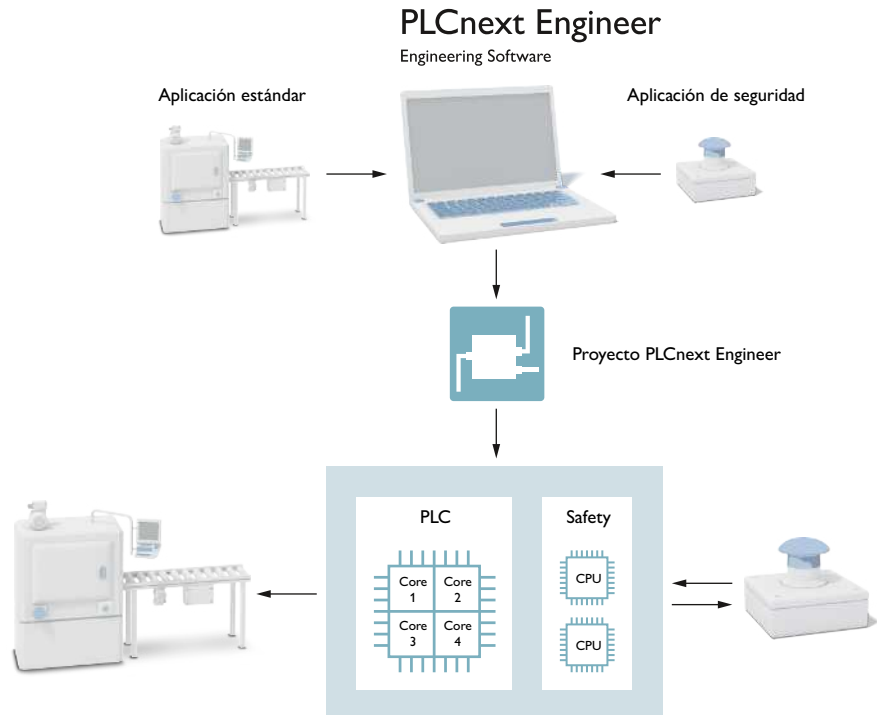 PLCnext Engineer
Engineering Software
Aplicación estándar
Aplicación de seguridad
Proyecto PLCnext Engineer
PLC
Safety
Core
1
Core
2
Core
3
Core
4
CPU
CPU